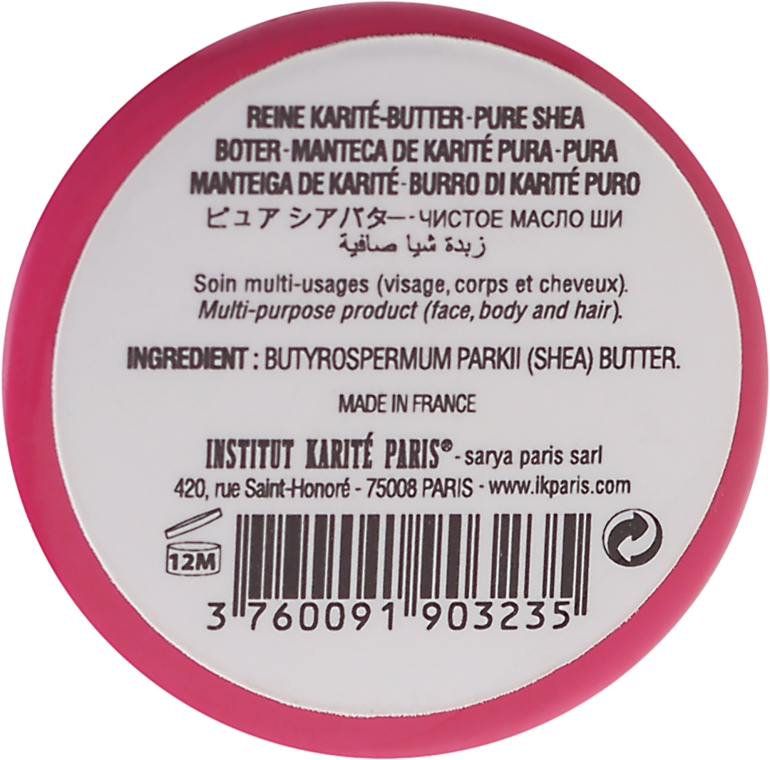 REINE KARITÉ-BUTTER-PURE SHEA
BOTER-MANTECA DE KARITÉ PURA-PURA
MANTEIGA DE KARITÉ-BURRO DI KARITÉ PURO
ピュア シアバター-ЧИСТОЕ МАСЛО ШИ
زبدة شيا صافية
Soin multi-usages (visage, corps et cheveux).
Multi-purpose product (face, body and hair).
INGREDIENT : BUTYROSPERMUM PARKII (SHEA) BUTTER.
MADE IN FRANCE
INSTITUT KARITÉ PARIS® - sarya paris sarl
420, rue Saint-Honoré - 75008 PARIS - www.ikparis.com
12M
3 760091 903235